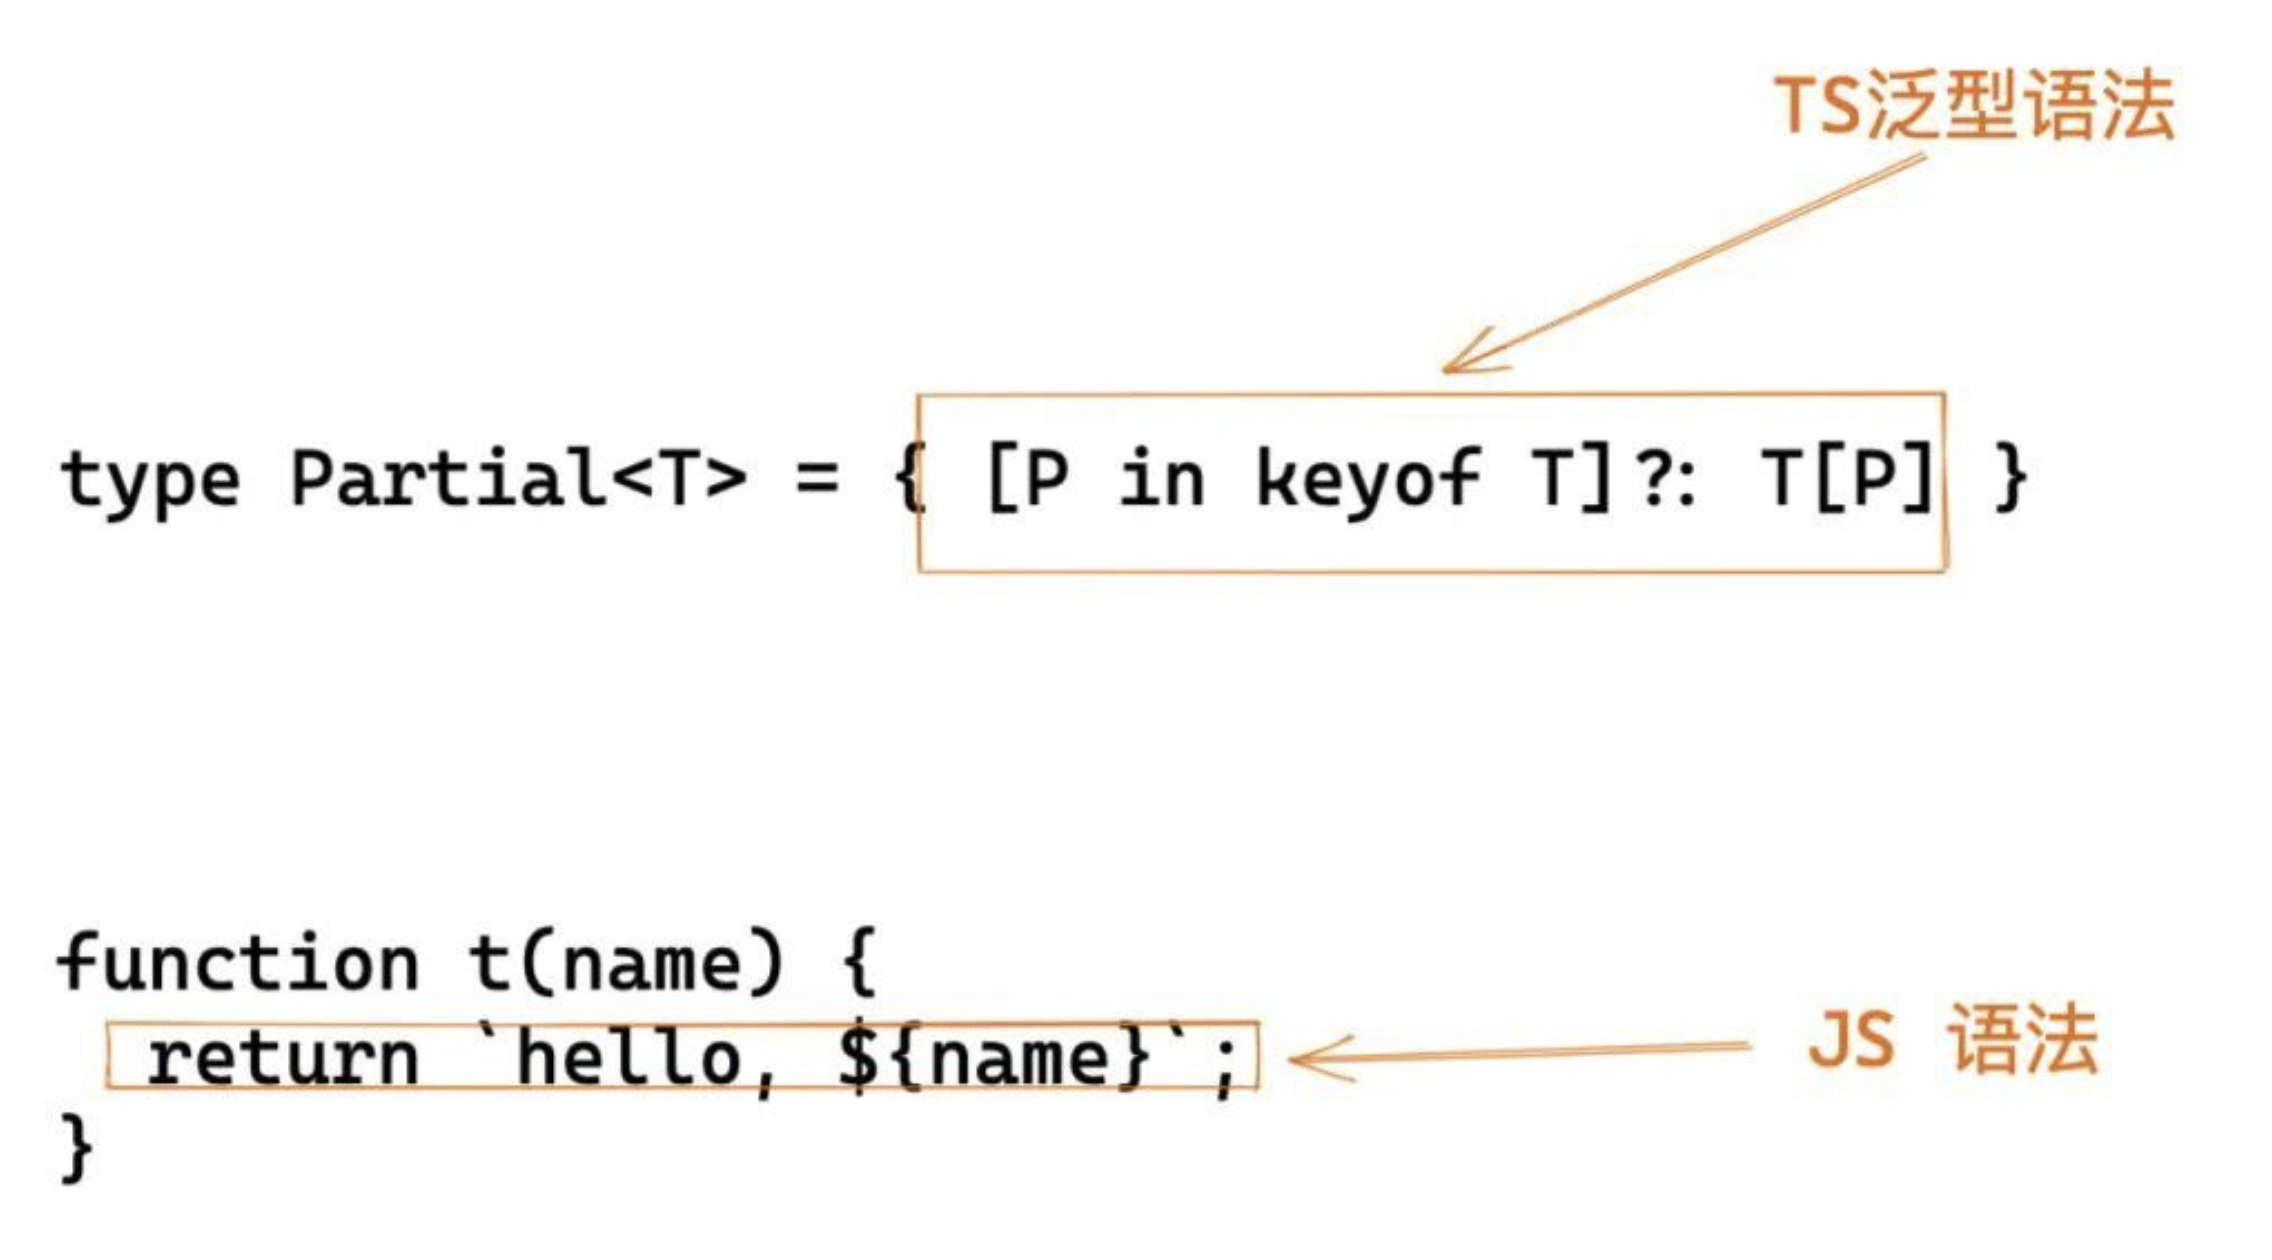 TS泛型语法
type Partial<T> = { [P in keyof T]?: T[P] }
function t(name) {
return `hello, ${name}`;
JS 语法
}